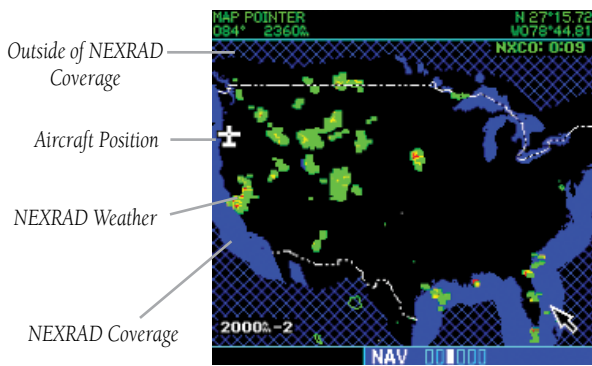 MAP POINTER N 27°15.72
084° 2360ᴺₘ W078°44.81
NXCO: 0:09
Outside of NEXRAD
Coverage
Aircraft Position
NEXRAD Weather
NEXRAD Coverage
2000ᴺₘ-2
NAV